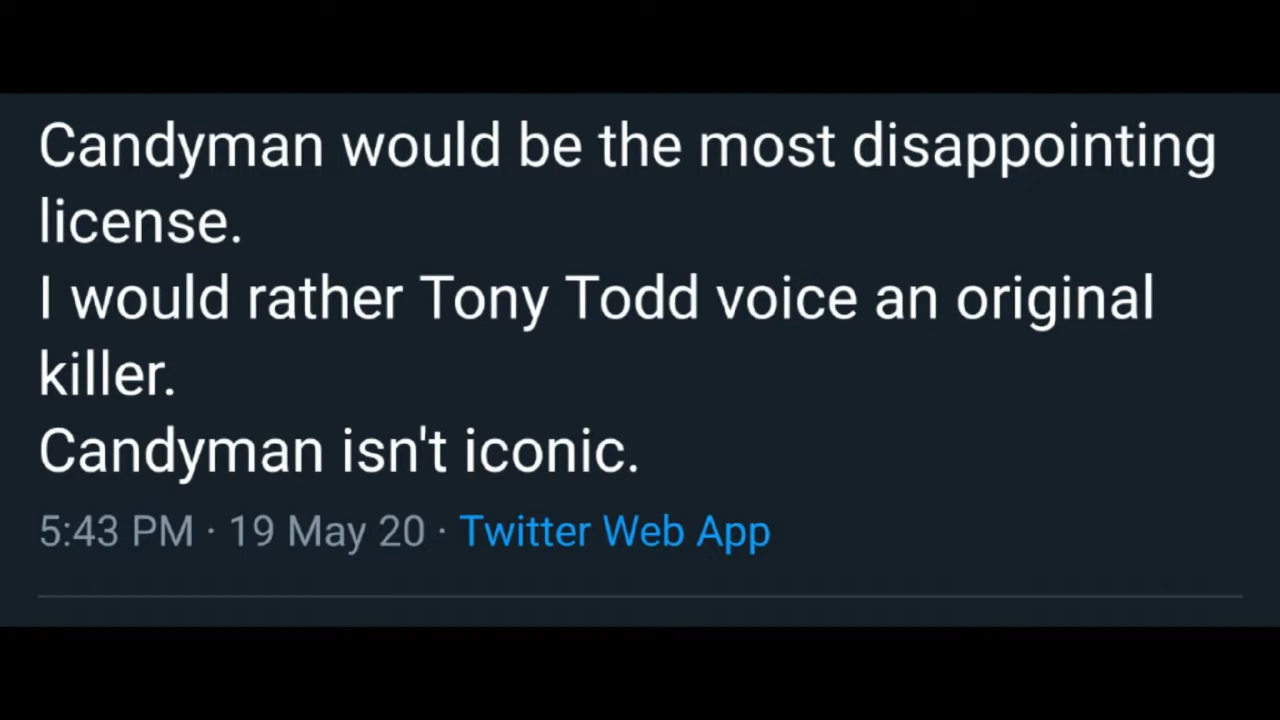 Candyman would be the most disappointing
license.
I would rather Tony Todd voice an original
killer.
Candyman isn't iconic.
5:43 PM · 19 May 20 · Twitter Web App